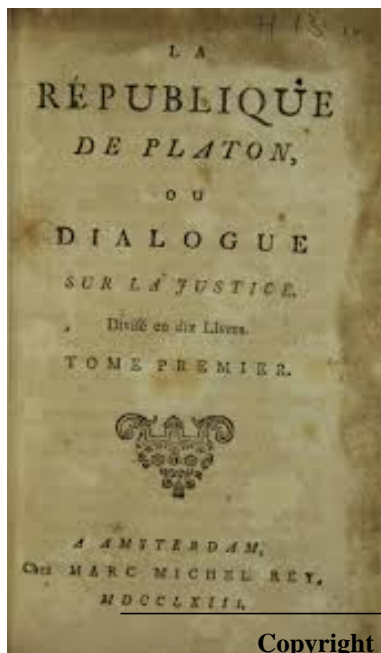 LA
RÉPUBLIQUE
DE PLATON,
OU
DIALOGUE
SUR LA JUSTICE.
Divisé en dix Livres.
TOME PREMIER.
A AMSTERDAM,
Chez MARC MICHEL REY,
MDCCLXIII.
Copyright